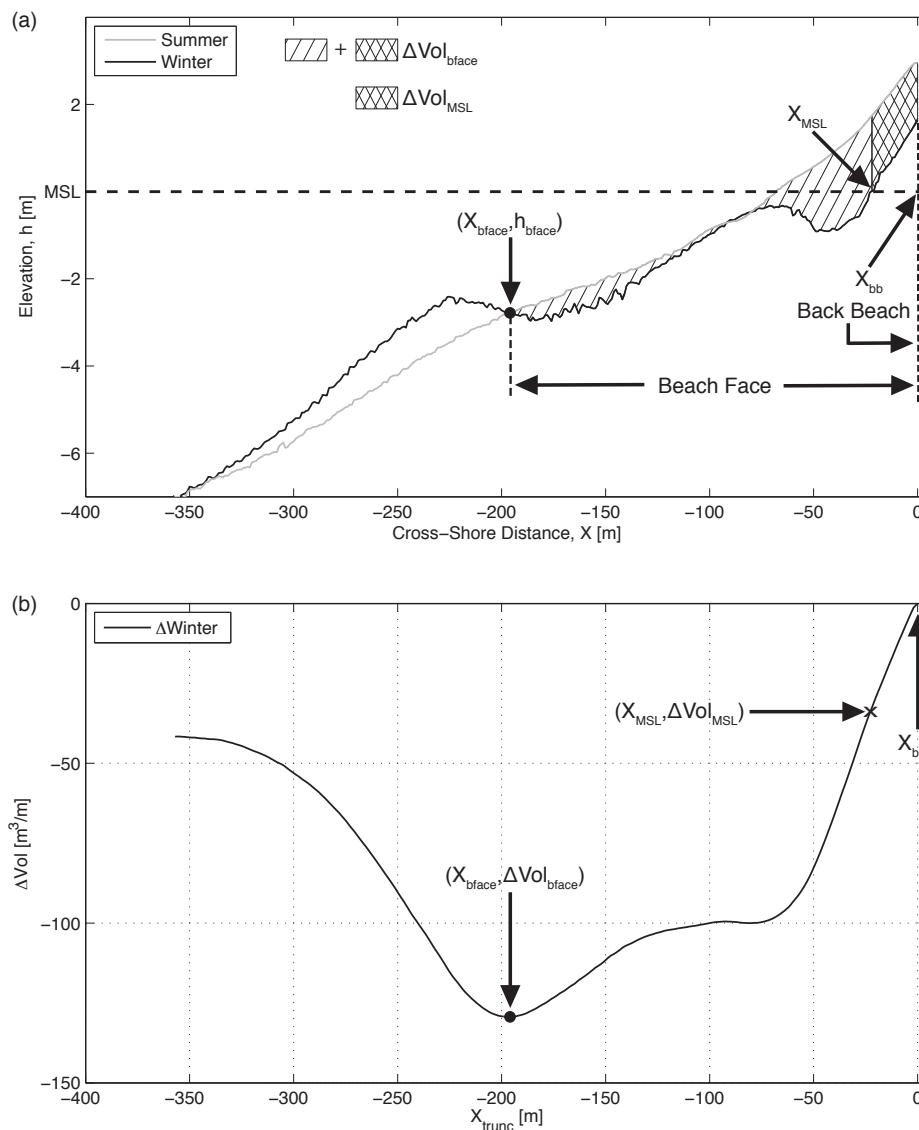 (a)
Summer
Winter
+ ΔVol_bface
ΔVol_MSL
X_MSL
(X_bface,h_bface)
X_bb
Back Beach
Beach Face
2
MSL
−2
−4
−6
Elevation, h [m]
−400 −350 −300 −250 −200 −150 −100 −50 0
Cross−Shore Distance, X [m]
(b)
ΔWinter
(X_MSL,ΔVol_MSL)
X_b
(X_bface,ΔVol_bface)
0
−50
−100
−150
ΔVol [m³/m]
−400 −350 −300 −250 −200 −150 −100 −50 0
X_trunc [m]